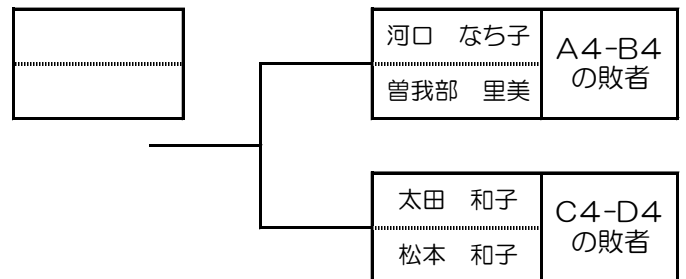 河口　なち子
曽我部　里美
A4-B4
の敗者
太田　和子
松本　和子
C4-D4
の敗者